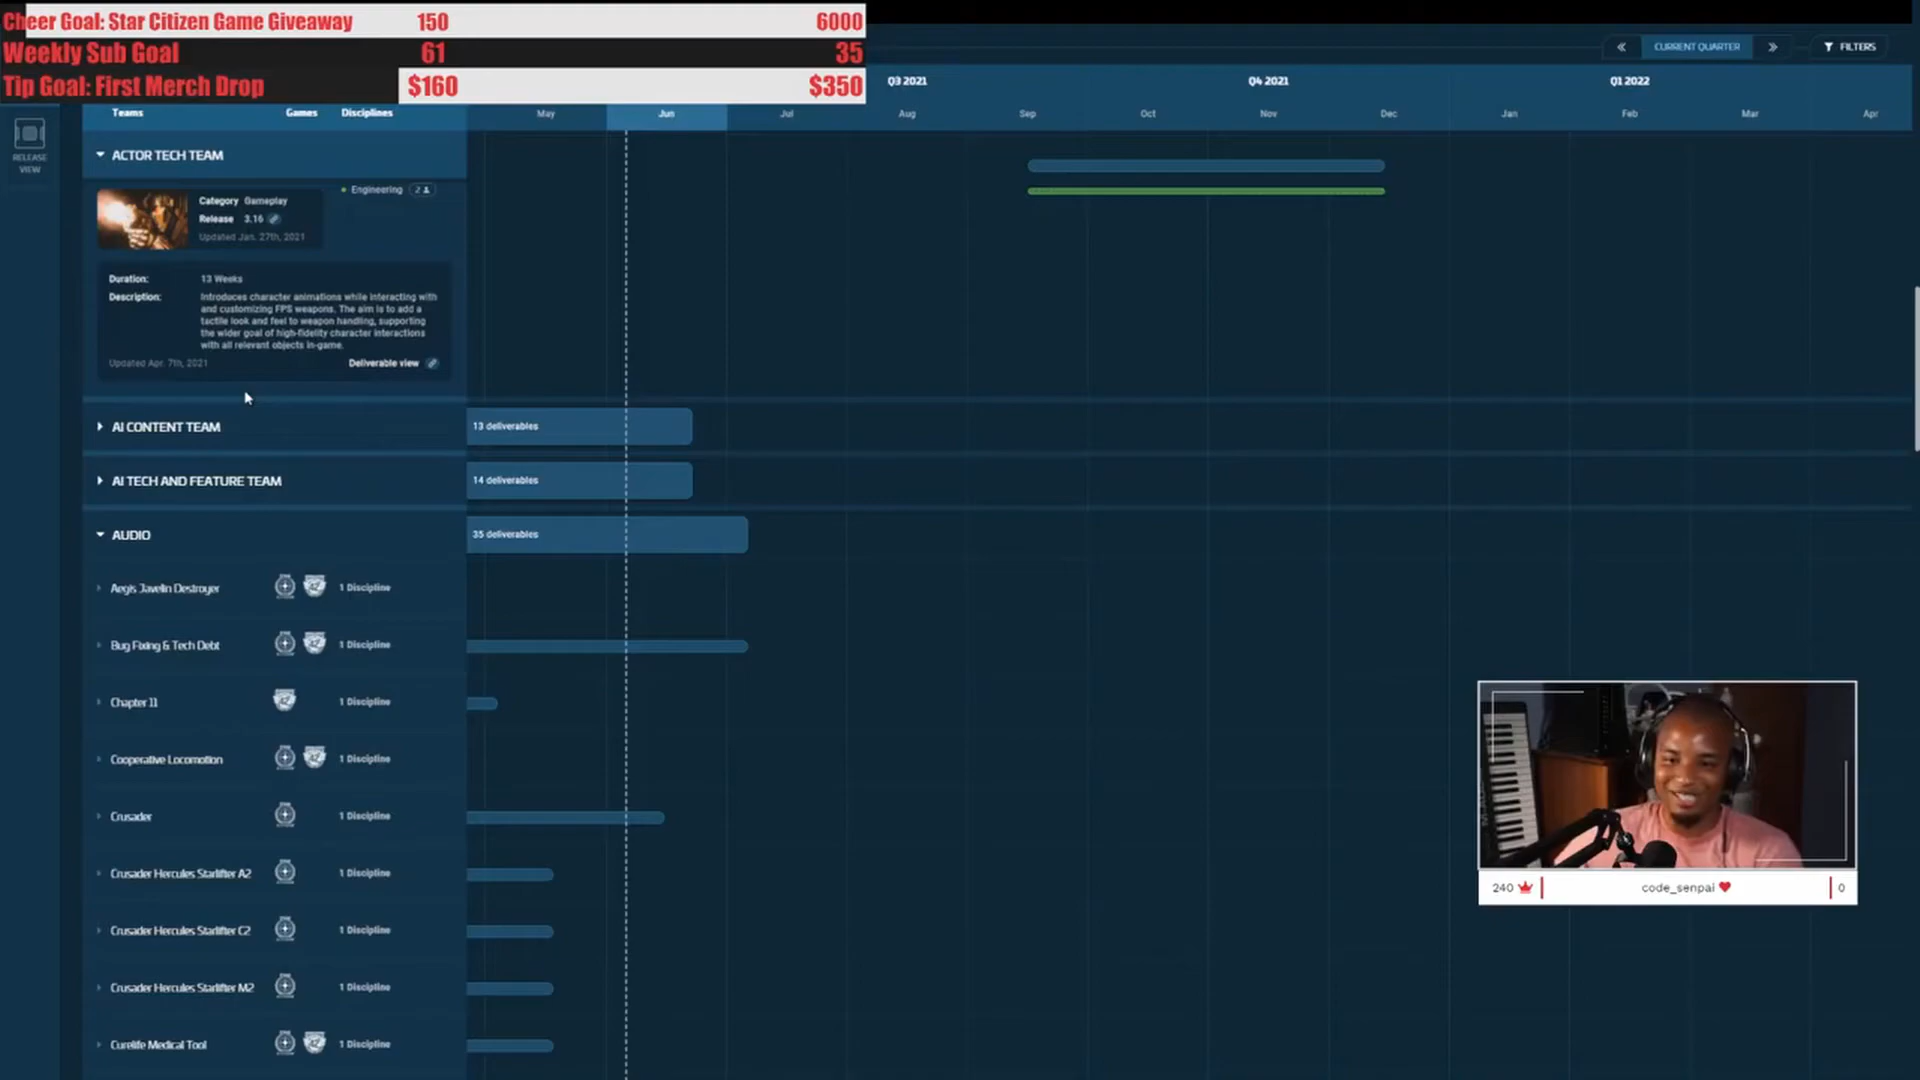 Cheer Goal: Star Citizen Game Giveaway 150 6000
Weekly Sub Goal 61 35
Tip Goal: First Merch Drop $160 $350
CURRENT QUARTER
FILTERS
Q3 2021 Q4 2021 Q1 2022
Teams Games Disciplines May Jun Jul Aug Sep Oct Nov Dec Jan Feb Mar Apr
RELEASE
VIEW
ACTOR TECH TEAM
Engineering 2
Category Gameplay
Release 3.16
Updated Jan. 27th, 2021
Duration: 13 Weeks
Description: Introduces character animations while interacting with
and customizing FPS weapons. The aim is to add a
tactile look and feel to weapon handling, supporting
the wider goal of high-fidelity character interactions
with all relevant objects in-game.
Updated Apr. 7th, 2021 Deliverable view
AI CONTENT TEAM 13 deliverables
AI TECH AND FEATURE TEAM 14 deliverables
AUDIO 35 deliverables
Aegis Javelin Destroyer 1 Discipline
Bug Fixing & Tech Debt 1 Discipline
Chapter 11 1 Discipline
Cooperative Locomotion 1 Discipline
Crusader 1 Discipline
Crusader Hercules Starlifter A2 1 Discipline
Crusader Hercules Starlifter C2 1 Discipline
Crusader Hercules Starlifter M2 1 Discipline
Curelife Medical Tool 1 Discipline
240 code_senpai 0